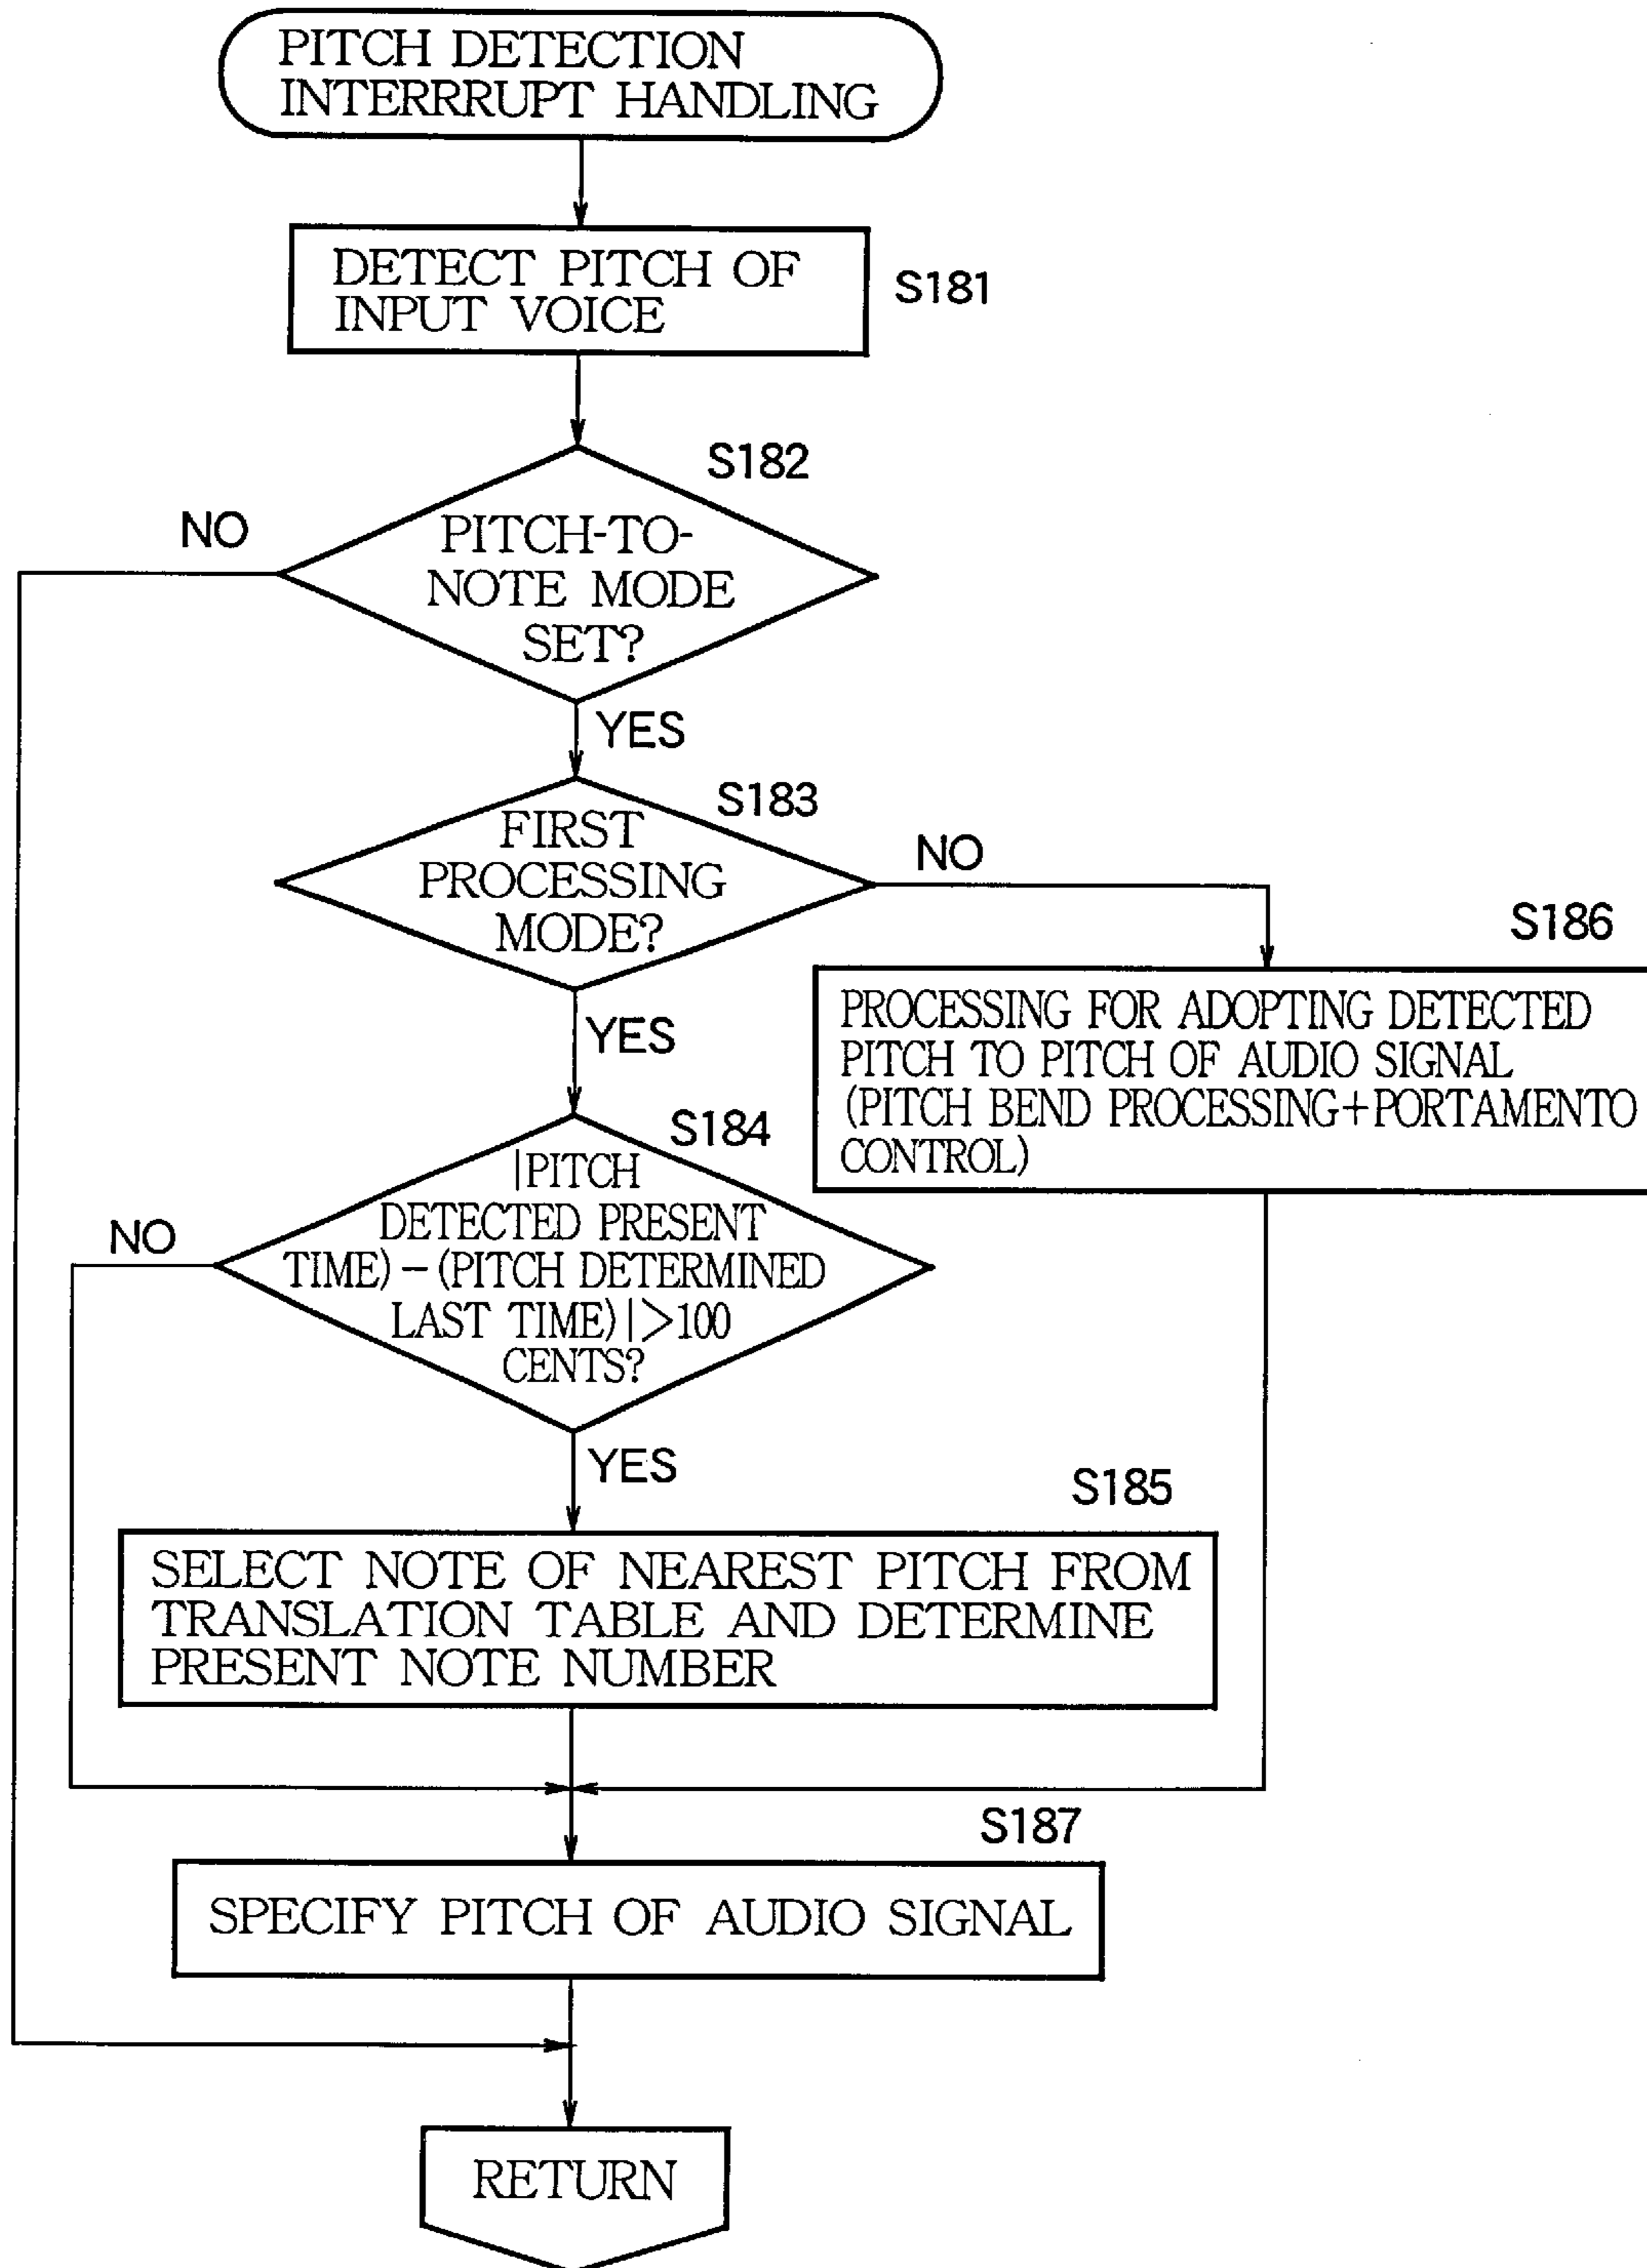 PITCH DETECTION
INTERRRUPT HANDLING
DETECT PITCH OF
INPUT VOICE
S181
S182
NO
PITCH-TO-
NOTE MODE
SET?
YES
S183
FIRST
PROCESSING
MODE?
NO
S186
PROCESSING FOR ADOPTING DETECTED
PITCH TO PITCH OF AUDIO SIGNAL
(PITCH BEND PROCESSING+PORTAMENTO
CONTROL)
YES
S184
|PITCH
DETECTED PRESENT
TIME)−(PITCH DETERMINED
LAST TIME)|>100
CENTS?
NO
YES
S185
SELECT NOTE OF NEAREST PITCH FROM
TRANSLATION TABLE AND DETERMINE
PRESENT NOTE NUMBER
S187
SPECIFY PITCH OF AUDIO SIGNAL
RETURN